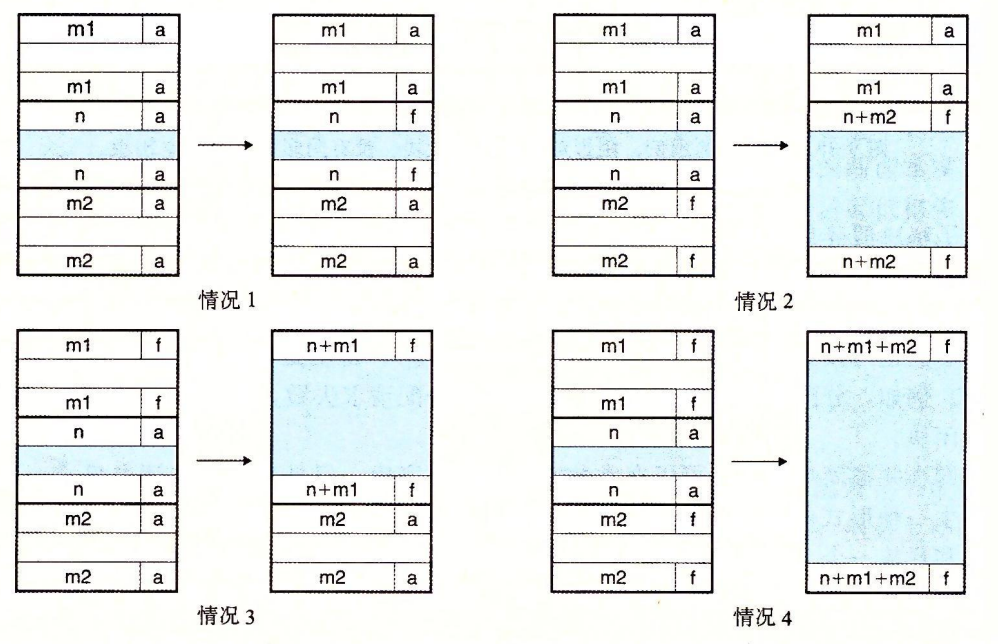 m1 a
m1 a
n a
n a
m2 a
m2 a
m1 a
m1 a
n f
n f
m2 a
m2 a
情况 1
m1 a
m1 a
n a
n a
m2 f
m2 f
m1 a
m1 a
n+m2 f
n+m2 f
情况 2
m1 f
m1 f
n a
n a
m2 a
m2 a
n+m1 f
n+m1 f
m2 a
m2 a
情况 3
m1 f
m1 f
n a
n a
m2 f
m2 f
n+m1+m2 f
n+m1+m2 f
情况 4